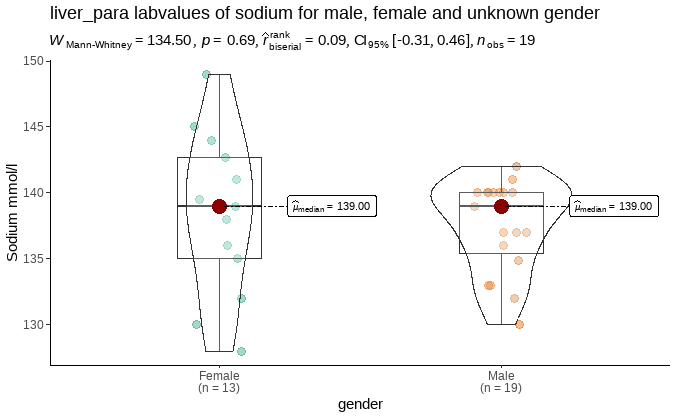 liver_para labvalues of sodium for male, female and unknown gender
W Mann-Whitney = 134.50, p = 0.69, r̂ rank biserial = 0.09, CI95% [-0.31, 0.46], n obs = 19
150
145
140
135
130
Sodium mmol/l
μ̂ median = 139.00
μ̂ median = 139.00
Female
(n = 13)
Male
(n = 19)
gender